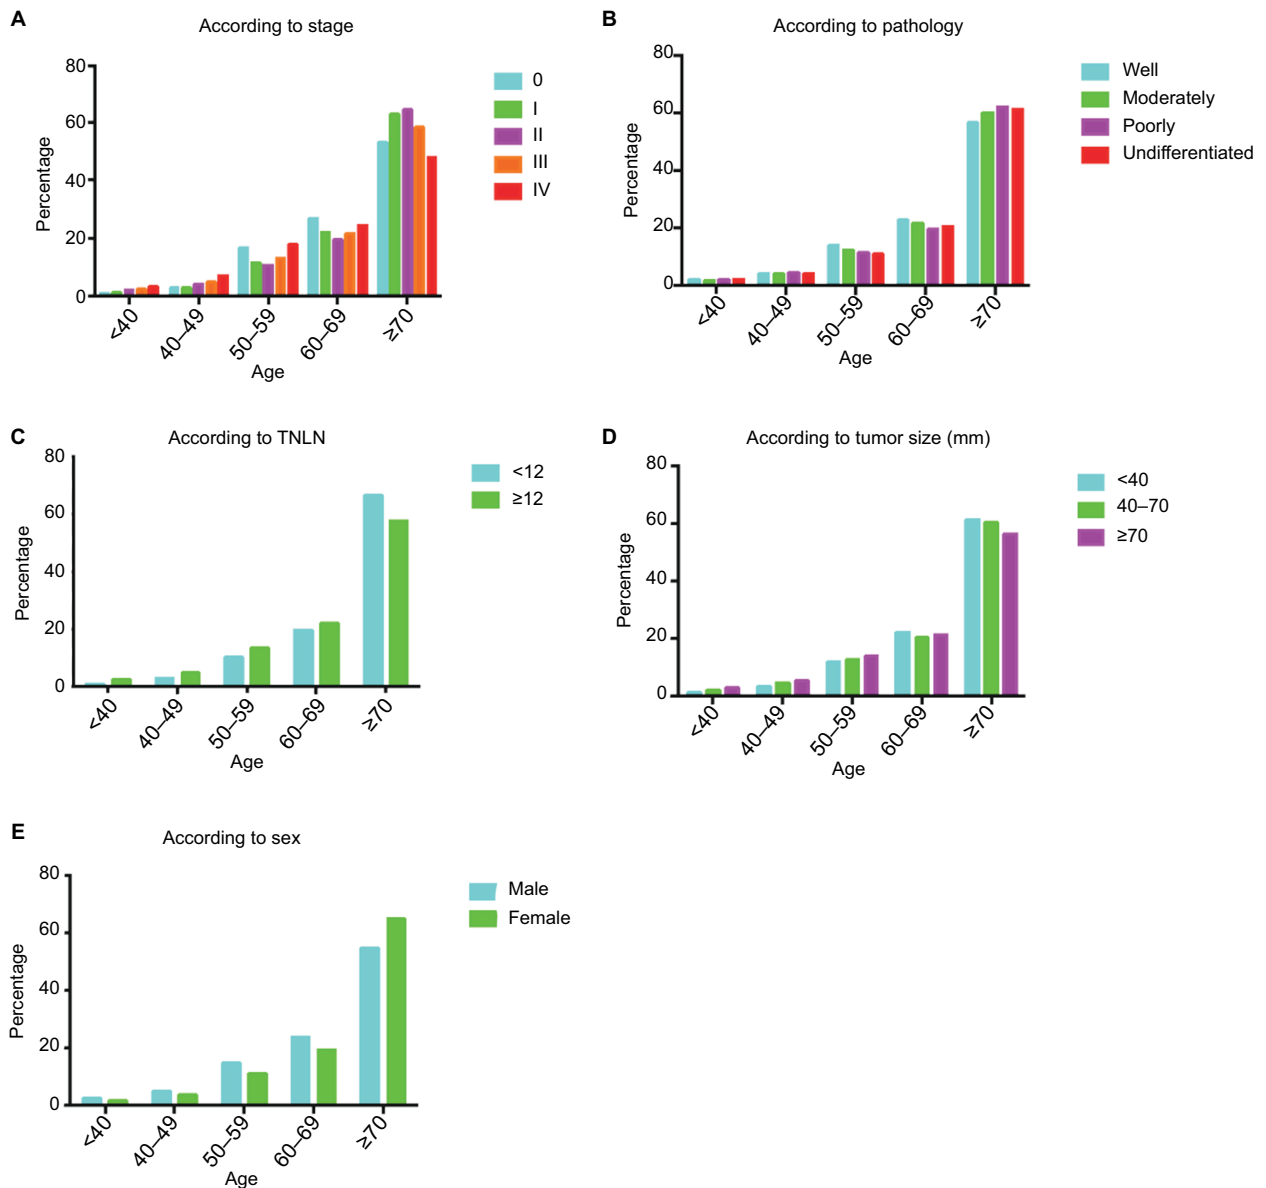 A
According to stage
Percentage
80
60
40
20
0
<40
40–49
50–59
60–69
≥70
Age
0
I
II
III
IV
B
According to pathology
Percentage
80
60
40
20
0
<40
40–49
50–59
60–69
≥70
Age
Well
Moderately
Poorly
Undifferentiated
C
According to TNLN
Percentage
80
60
40
20
0
<40
40–49
50–59
60–69
≥70
Age
<12
≥12
D
According to tumor size (mm)
Percentage
80
60
40
20
0
<40
40–49
50–59
60–69
≥70
Age
<40
40–70
≥70
E
According to sex
Percentage
80
60
40
20
0
<40
40–49
50–59
60–69
≥70
Age
Male
Female